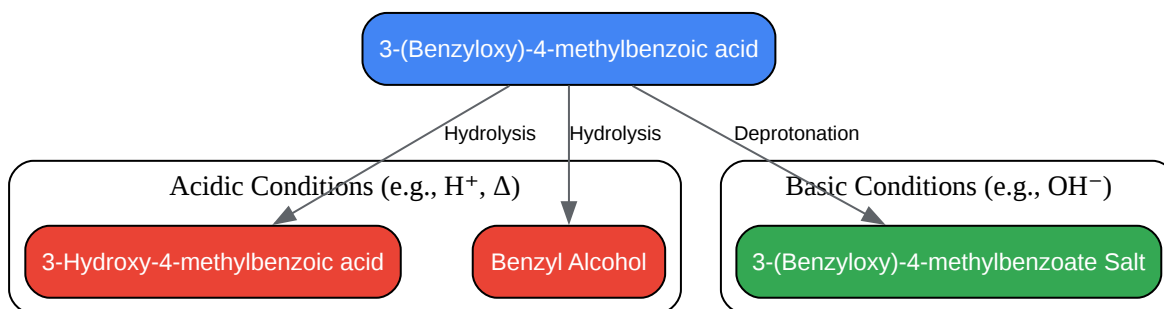 3-(Benzyloxy)-4-methylbenzoic acid
Hydrolysis
Hydrolysis
Deprotonation
Acidic Conditions (e.g., H⁺, Δ)
Basic Conditions (e.g., OH⁻)
3-Hydroxy-4-methylbenzoic acid
Benzyl Alcohol
3-(Benzyloxy)-4-methylbenzoate Salt